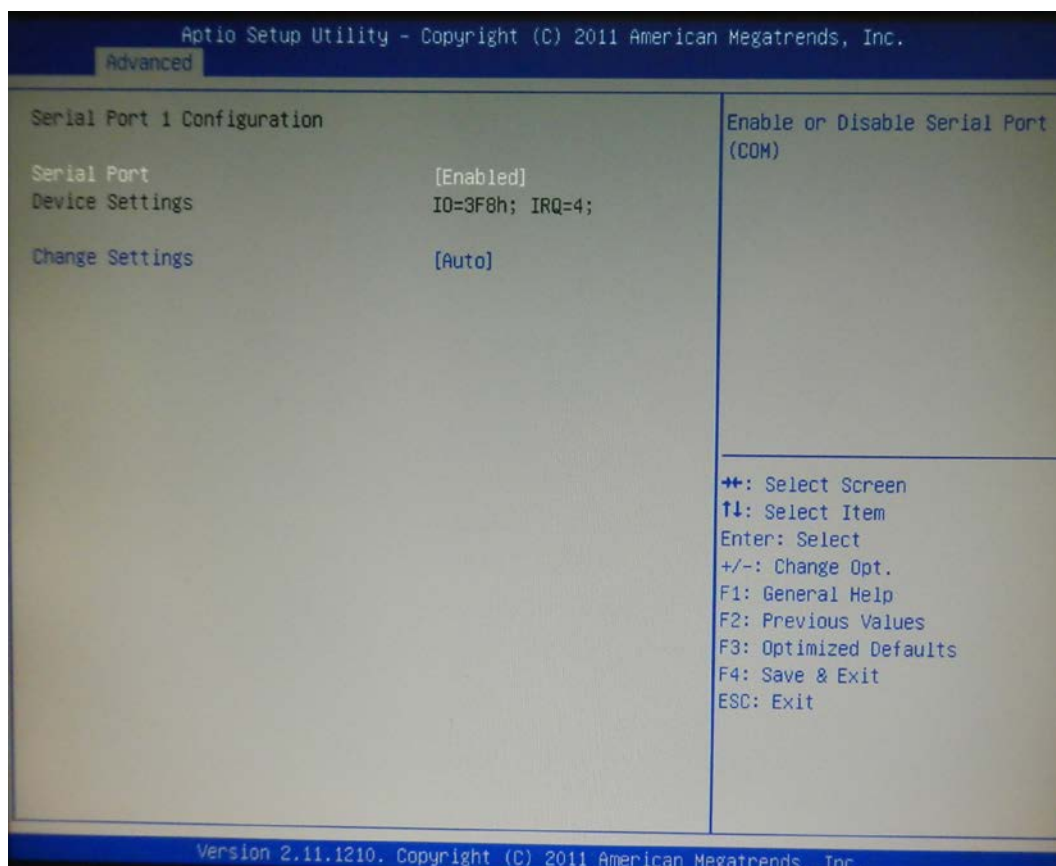 Aptio Setup Utility - Copyright (C) 2011 American Megatrends, Inc.
Advanced
Serial Port 1 Configuration
Serial Port [Enabled]
Device Settings IO=3F8h; IRQ=4;
Change Settings [Auto]
Enable or Disable Serial Port
(COM)
→←: Select Screen
↑↓: Select Item
Enter: Select
+/-: Change Opt.
F1: General Help
F2: Previous Values
F3: Optimized Defaults
F4: Save & Exit
ESC: Exit
Version 2.11.1210. Copyright (C) 2011 American Megatrends, Inc.